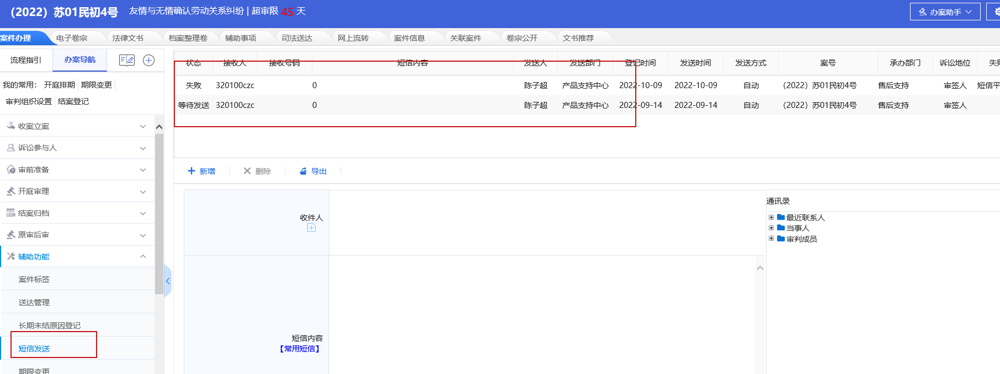 （2022）苏01民初4号 友情与无情确认劳动关系纠纷 | 超审限 45 天 办案助手
案件办理 电子卷宗 法律文书 档案整理卷 辅助事项 司法送达 网上流转 案件信息 关联案件 卷宗公开 文书推荐
流程指引 办案导航
我的常用： 开庭排期 期限变更
审判组织设置 结案登记
收案立案
诉讼参与人
审前准备
开庭审理
结案归档
原审后审
辅助功能
案件标签
送达管理
长期未结原因登记
短信发送
期限变更
状态 接收人 接收号码 短信内容 发送人 发送部门 登记时间 发送时间 发送方式 案号 承办部门 诉讼地位 失
失败 320100czc 0 陈子超 产品支持中心 2022-10-09 2022-10-09 自动 （2022）苏01民初4号 售后支持 审签人 短信平
等待发送 320100czc 0 陈子超 产品支持中心 2022-09-14 2022-09-14 自动 （2022）苏01民初4号 售后支持 审签人
新增 删除 导出
收件人
短信内容
【常用短信】
通讯录
最近联系人
当事人
审判成员